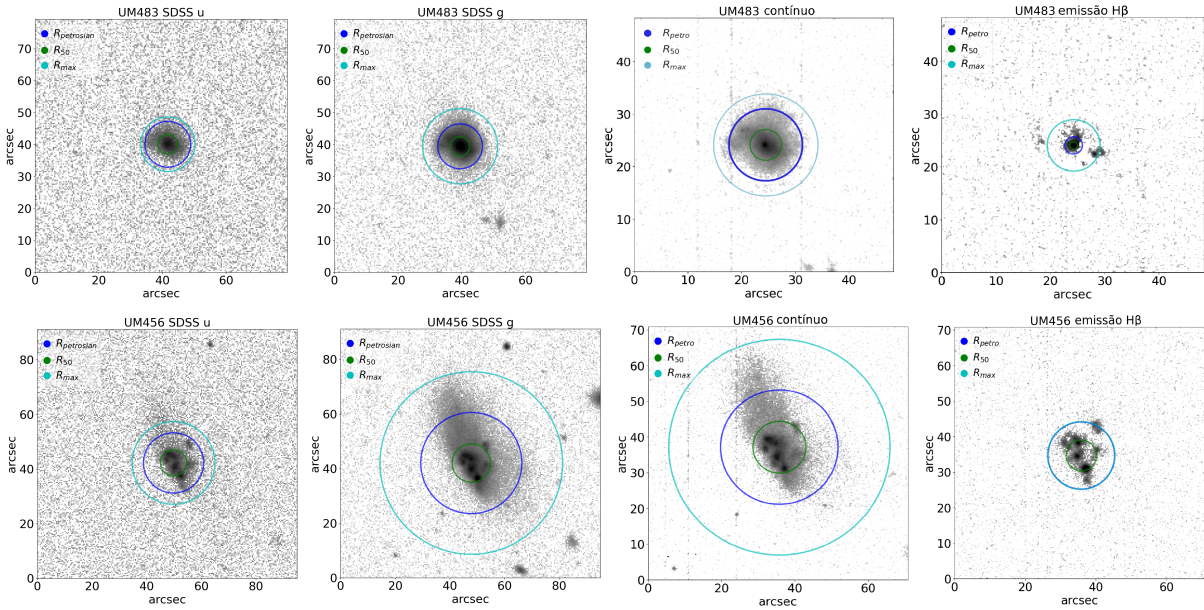 UM483 SDSS u
R_petrosian
R_50
R_max
arcsec
0 10 20 30 40 50 60 70
0 20 40 60
arcsec
UM483 SDSS g
R_petrosian
R_50
R_max
arcsec
0 10 20 30 40 50 60 70
0 20 40 60
arcsec
UM483 contínuo
R_petro
R_50
R_max
arcsec
0 10 20 30 40
0 10 20 30 40
arcsec
UM483 emissão Hβ
R_petro
R_50
R_max
arcsec
0 10 20 30 40
0 10 20 30 40
arcsec
UM456 SDSS u
R_petrosian
R_50
R_max
arcsec
0 20 40 60 80
0 20 40 60 80
arcsec
UM456 SDSS g
R_petrosian
R_50
R_max
arcsec
0 20 40 60 80
0 20 40 60 80
arcsec
UM456 contínuo
R_petro
R_50
R_max
arcsec
0 10 20 30 40 50 60 70
0 20 40 60
arcsec
UM456 emissão Hβ
R_petro
R_50
R_max
arcsec
0 10 20 30 40 50 60 70
0 20 40 60
arcsec